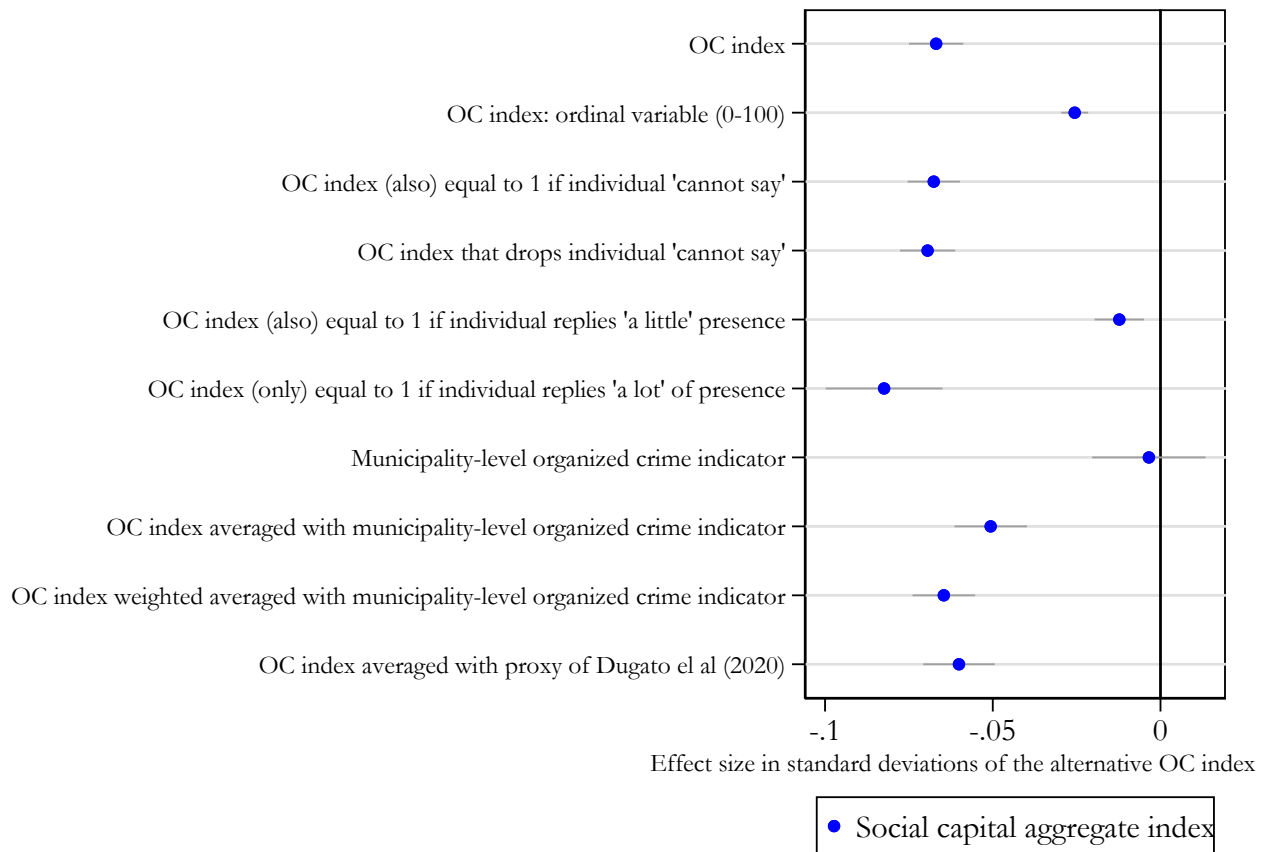 OC index
OC index: ordinal variable (0-100)
OC index (also) equal to 1 if individual 'cannot say'
OC index that drops individual 'cannot say'
OC index (also) equal to 1 if individual replies 'a little' presence
OC index (only) equal to 1 if individual replies 'a lot' of presence
Municipality-level organized crime indicator
OC index averaged with municipality-level organized crime indicator
OC index weighted averaged with municipality-level organized crime indicator
OC index averaged with proxy of Dugato el al (2020)
-.1 -.05 0
Effect size in standard deviations of the alternative OC index
Social capital aggregate index